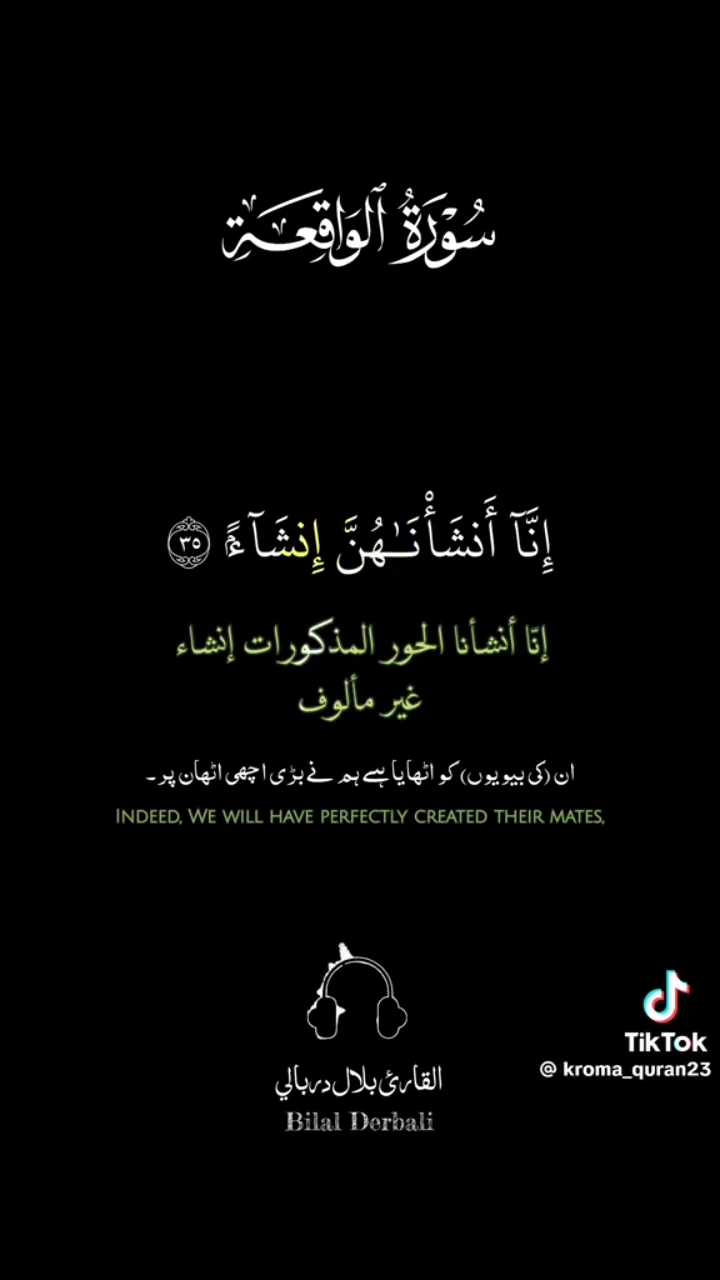 سُوْرَةُ ٱلوَاقِعَةِ
إِنَّآ أَنشَأْنَـٰهُنَّ إِنشَآءً ٣٥
إنّا أنشأنا الحور المذكورات إنشاء
غير مألوف
ان (کی بیویوں) کو اٹھایا ہے ہم نے بڑی اچھی اٹھان پر۔
Indeed, We will have perfectly created their mates,
القارئ بلال دربالي
Bilal Derbali
TikTok
@ kroma_quran23